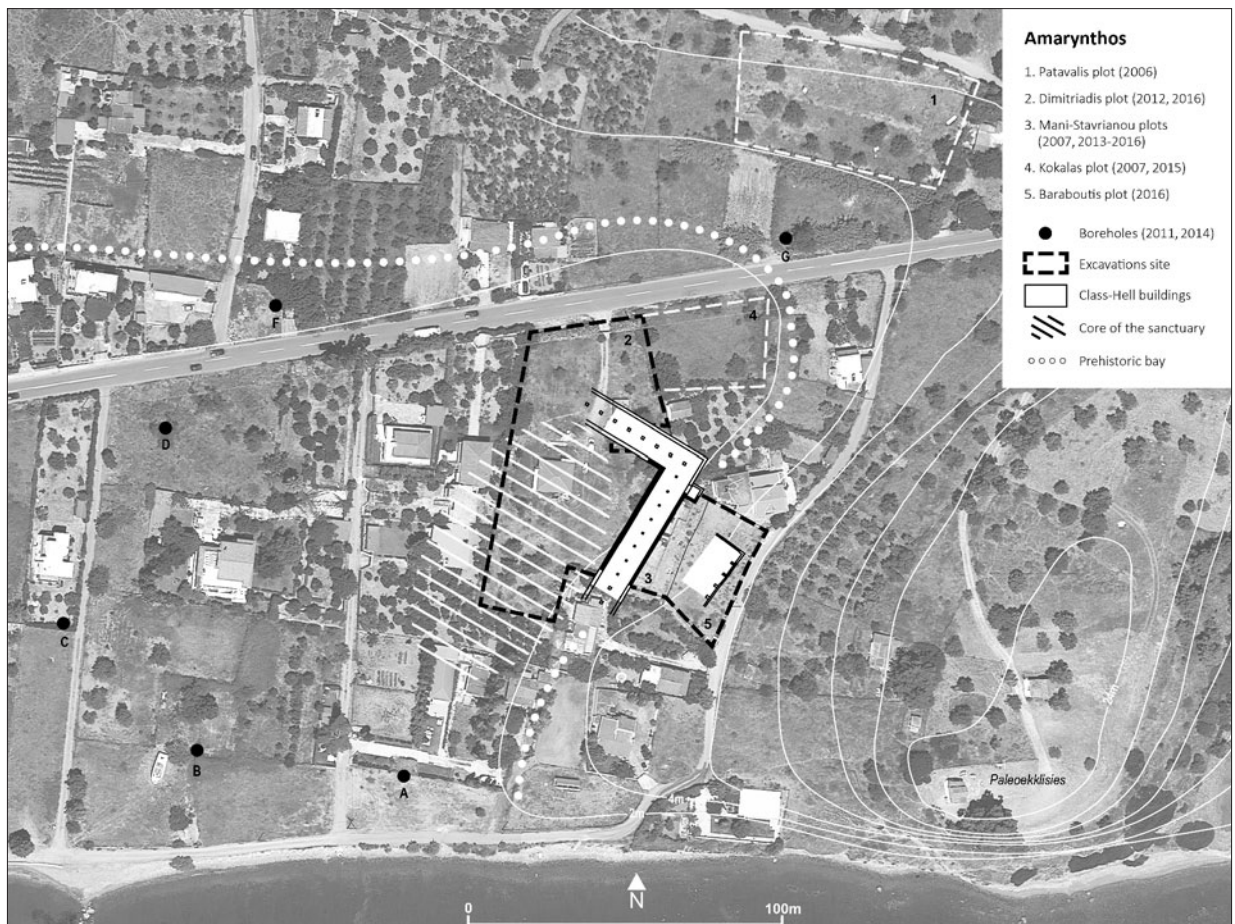 Amarynthos
1. Patavalis plot (2006)
2. Dimitriadis plot (2012, 2016)
3. Mani-Stavrianou plots
(2007, 2013-2016)
4. Kokalas plot (2007, 2015)
5. Baraboutis plot (2016)
Boreholes (2011, 2014)
Excavations site
Class-Hell buildings
Core of the sanctuary
Prehistoric bay
1
G
F
4
2
D
3
5
C
B
A
Paleoekklisies
4m
N
0
100m